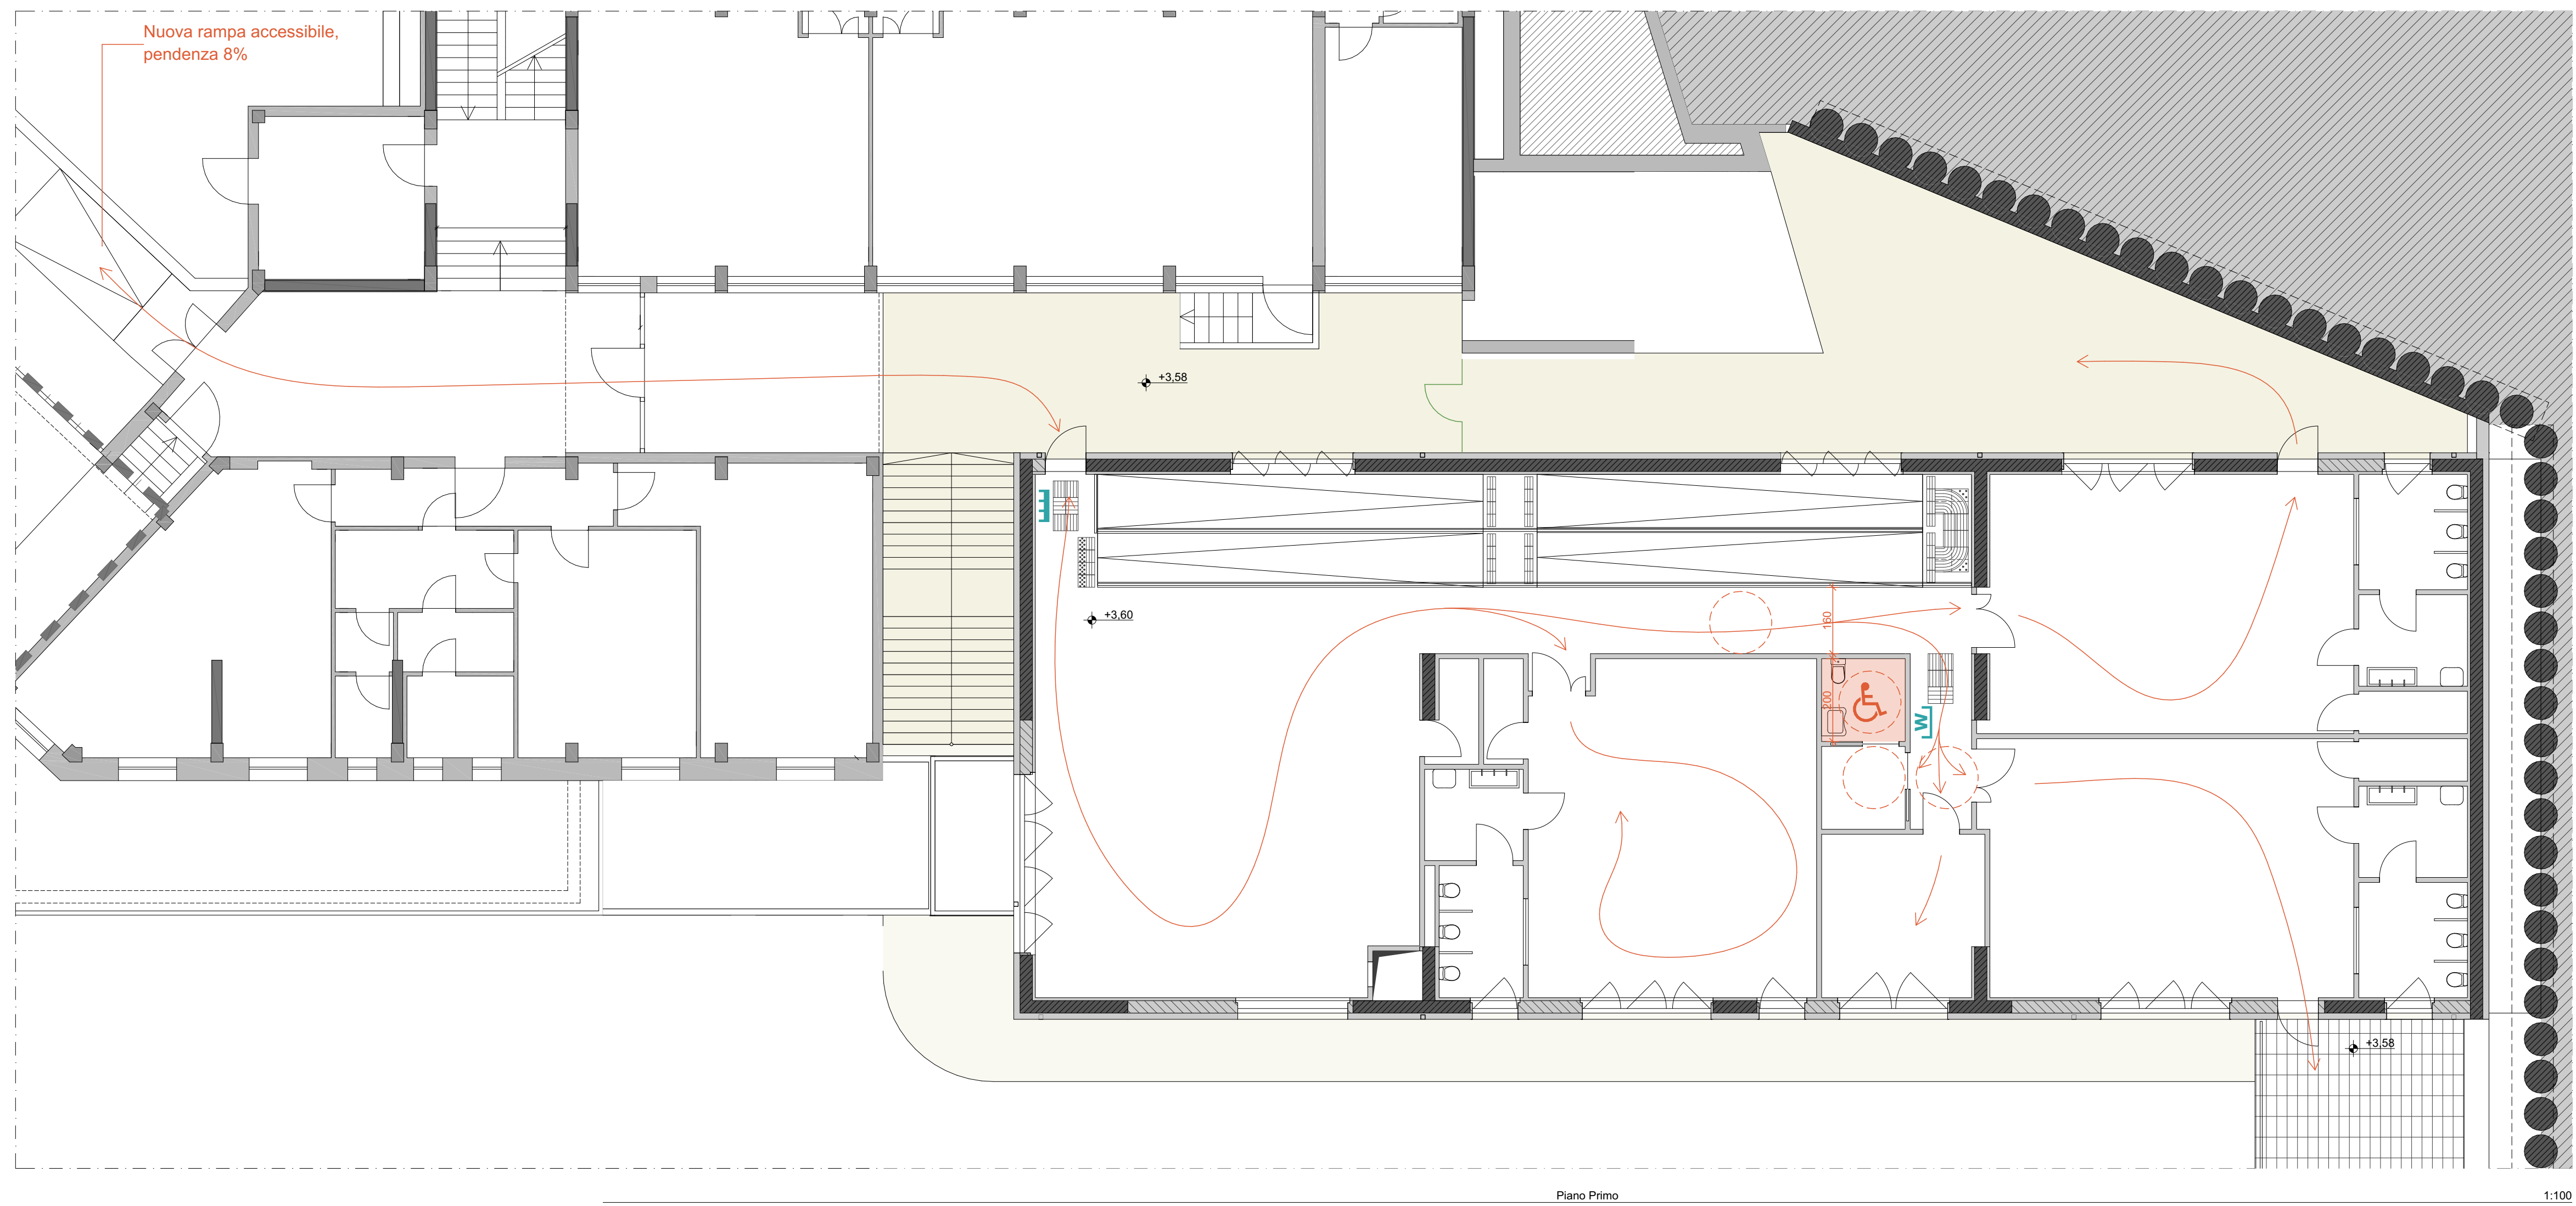 Nuova rampa accessibile,
pendenza 8%
+3,58
E
+3,60
160
200
W
+3,58
Piano Primo
1:100